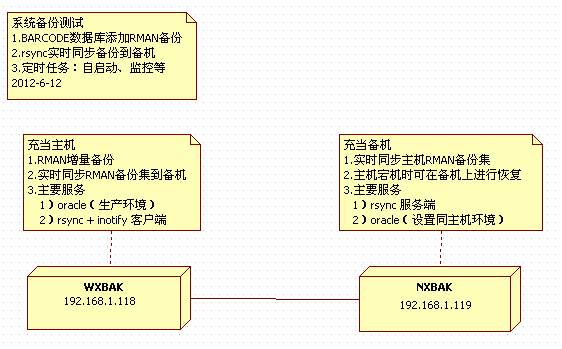 系统备份测试
1.BARCODE数据库添加RMAN备份
2.rsync实时同步备份到备机
3.定时任务：自启动、监控等
2012-6-12
充当主机
1.RMAN增量备份
2.实时同步RMAN备份集到备机
3.主要服务
1）oracle（生产环境）
2）rsync＋inotify 客户端
充当备机
1.实时同步主机RMAN备份集
2.主机宕机时可在备机上进行恢复
3.主要服务
1）rsync 服务端
2）oracle（设置同主机环境）
WXBAK
192.168.1.118
NXBAK
192.168.1.119